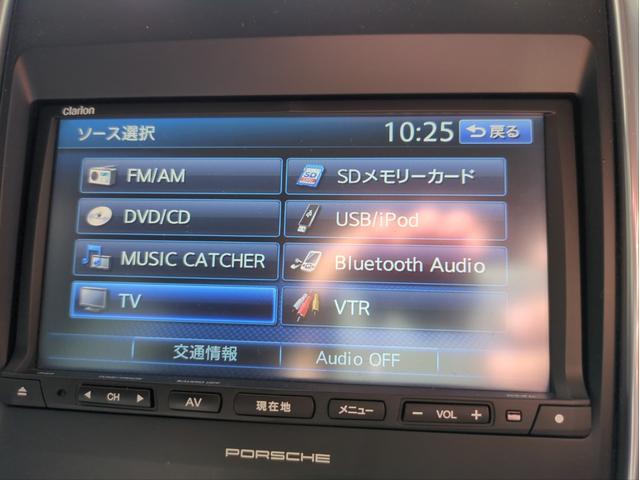 clarion
ソース選択 10:25 戻る
FM/AM SDメモリーカード
DVD/CD USB/iPod
MUSIC CATCHER Bluetooth Audio
TV VTR
交通情報 Audio OFF
CH AV 現在地 メニュー − VOL +
PORSCHE